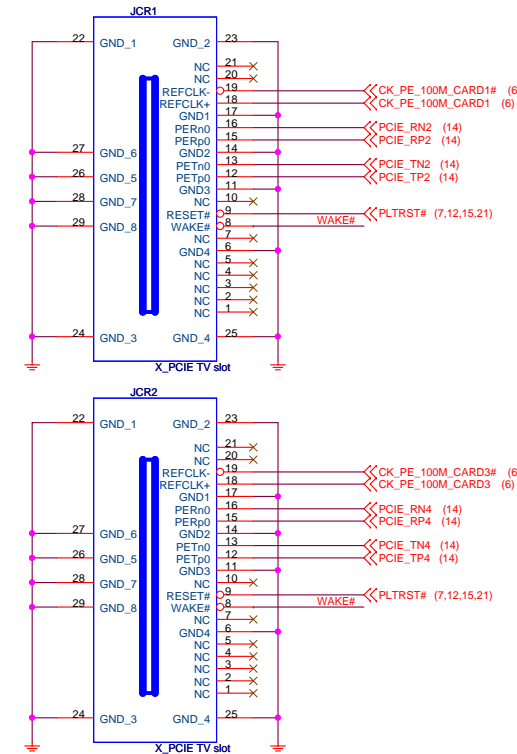 JCR1
22 GND_1 GND_2 23
NC 21
NC 20
REFCLK- 19 CK_PE_100M_CARD1# (6
REFCLK+ 18 CK_PE_100M_CARD1 (6)
GND1 17
PERn0 16 PCIE_RN2 (14)
PERp0 15 PCIE_RP2 (14)
27 GND_6 GND2 14
PETn0 13 PCIE_TN2 (14)
26 GND_5 PETp0 12 PCIE_TP2 (14)
GND3 11
28 GND_7 NC 10
RESET# 9 PLTRST# (7,12,15,21)
29 GND_8 WAKE# 8 WAKE#
NC 7
GND4 6
NC 5
NC 4
NC 3
NC 2
NC 1
24 GND_3 GND_4 25
X_PCIE TV slot
JCR2
22 GND_1 GND_2 23
NC 21
NC 20
REFCLK- 19 CK_PE_100M_CARD3# (6
REFCLK+ 18 CK_PE_100M_CARD3 (6)
GND1 17
PERn0 16 PCIE_RN4 (14)
PERp0 15 PCIE_RP4 (14)
27 GND_6 GND2 14
PETn0 13 PCIE_TN4 (14)
26 GND_5 PETp0 12 PCIE_TP4 (14)
GND3 11
28 GND_7 NC 10
RESET# 9 PLTRST# (7,12,15,21)
29 GND_8 WAKE# 8 WAKE#
NC 7
GND4 6
NC 5
NC 4
NC 3
NC 2
NC 1
24 GND_3 GND_4 25
X_PCIE TV slot